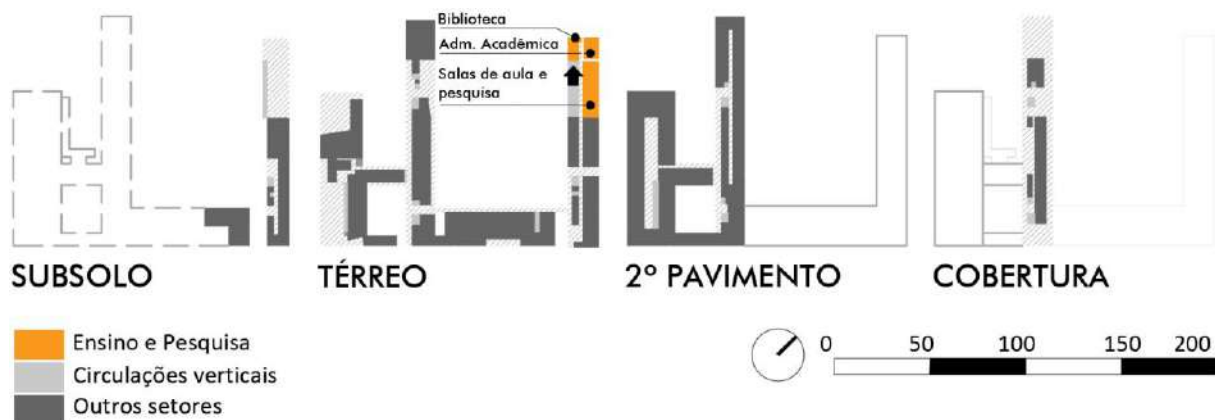 Biblioteca
Adm. Acadêmica
Salas de aula e
pesquisa
SUBSOLO
TÉRREO
2º PAVIMENTO
COBERTURA
Ensino e Pesquisa
Circulações verticais
Outros setores
0 50 100 150 200